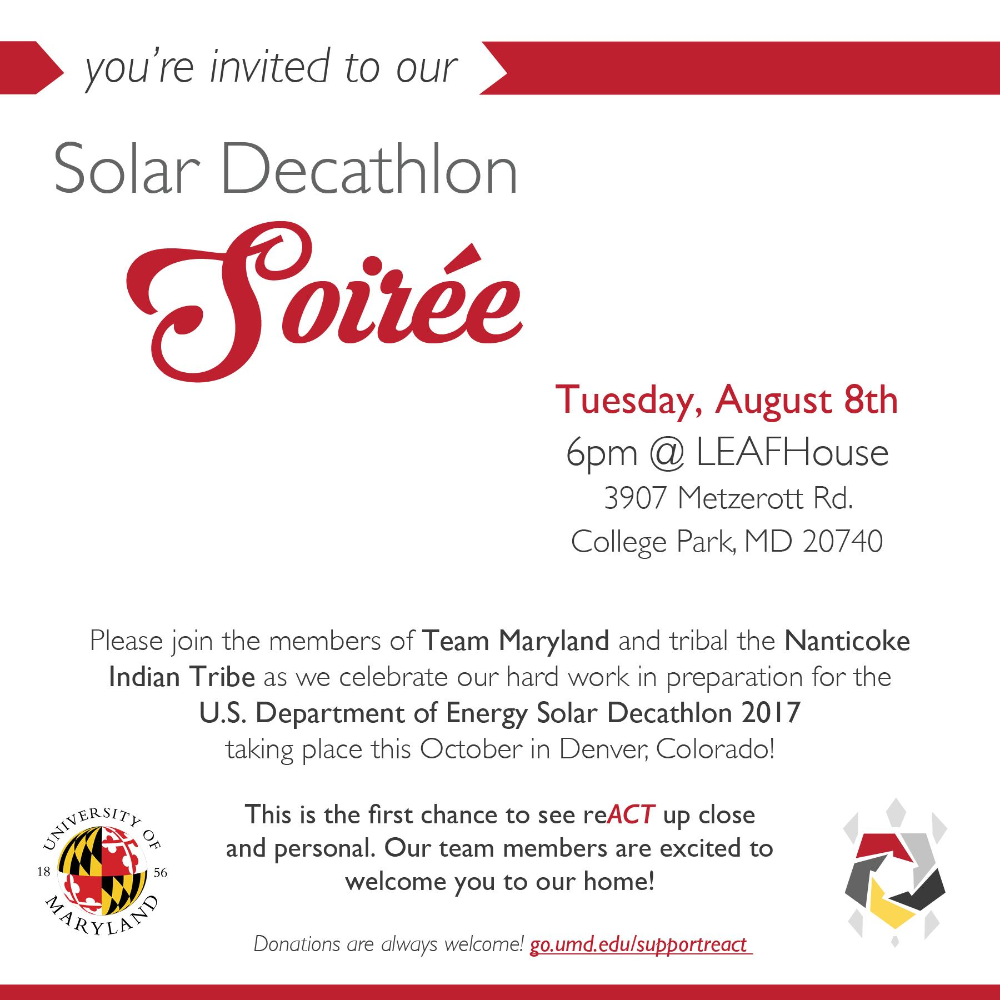 you're invited to our
Solar Decathlon
Soirée
Tuesday, August 8th
6pm @ LEAFHouse
3907 Metzerott Rd.
College Park, MD 20740
Please join the members of Team Maryland and tribal the Nanticoke
Indian Tribe as we celebrate our hard work in preparation for the
U.S. Department of Energy Solar Decathlon 2017
taking place this October in Denver, Colorado!
This is the first chance to see reACT up close
and personal. Our team members are excited to
welcome you to our home!
UNIVERSITY OF
18 56
MARYLAND
Donations are always welcome! go.umd.edu/supportreact